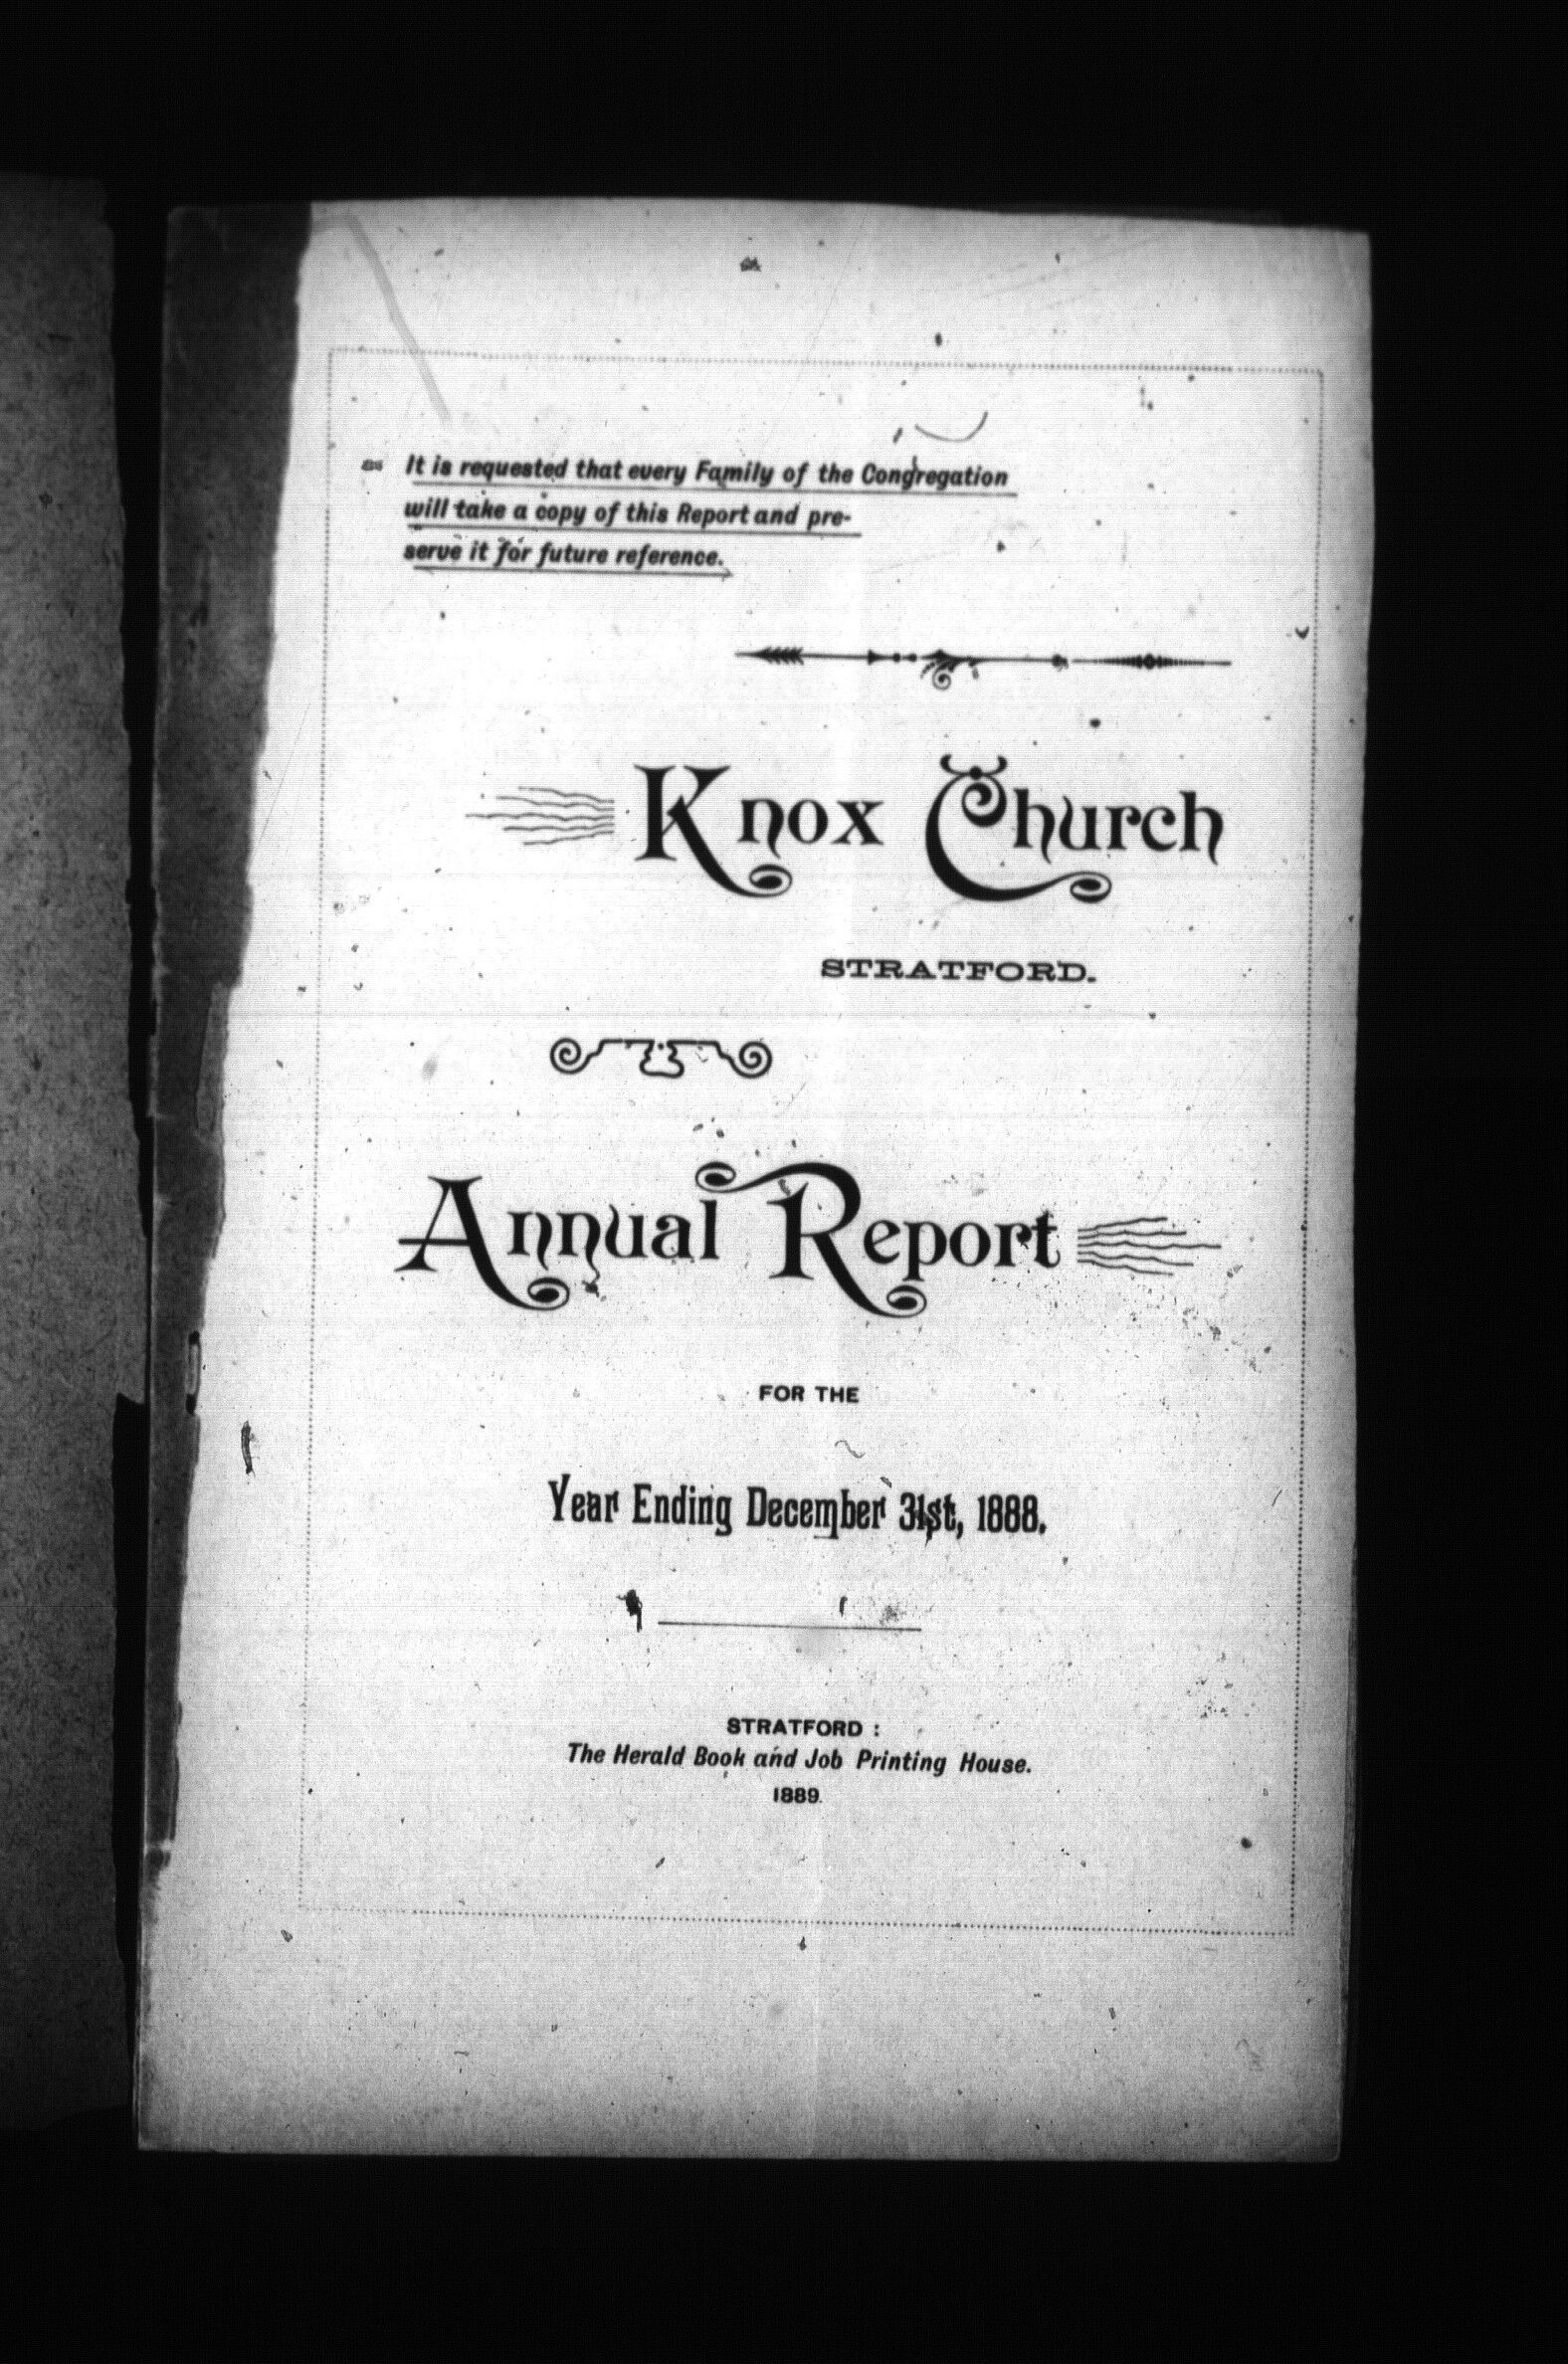 It is requested that every Family of the Congregation
will take a copy of this Report and pre-
serve it for future reference.
Knox Church
STRATFORD.
Annual Report
FOR THE
Year Ending December 31st, 1888.
STRATFORD :
The Herald Book and Job Printing House.
1889.